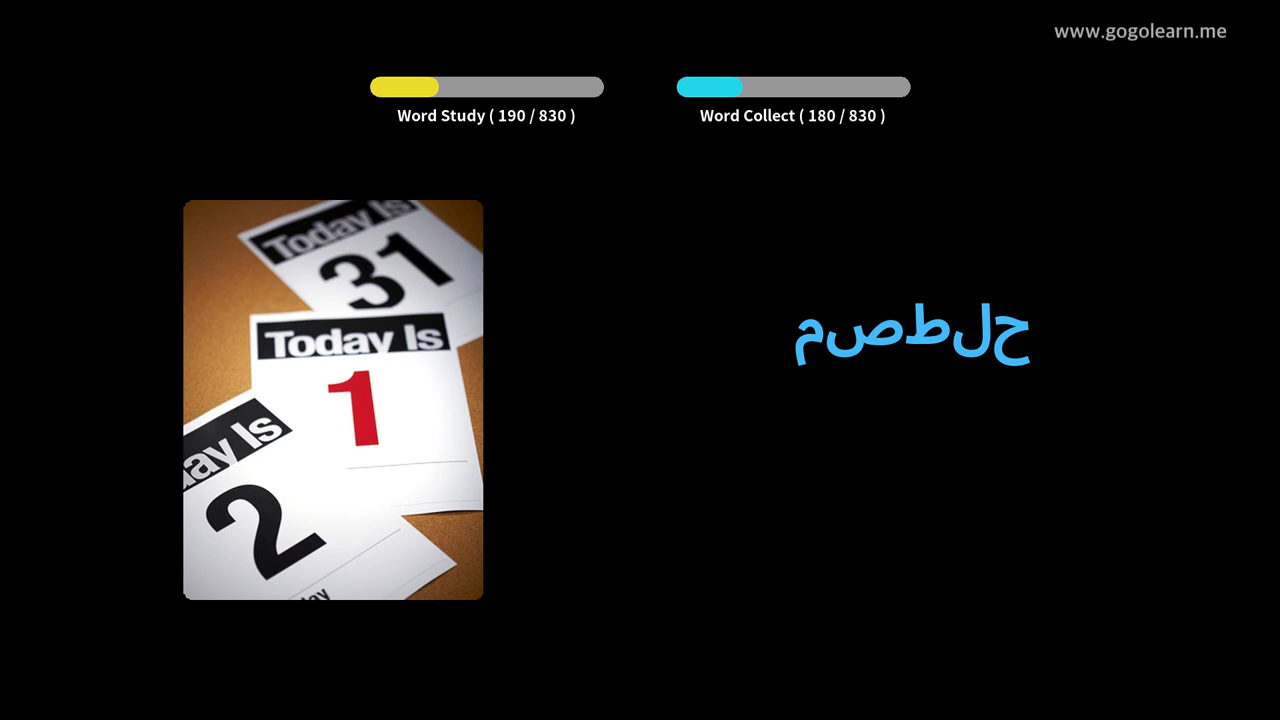 www.gogolearn.me
Word Study ( 190 / 830 )
Word Collect ( 180 / 830 )
Today Is
31
Today Is
1
ay Is
2
حلطصم